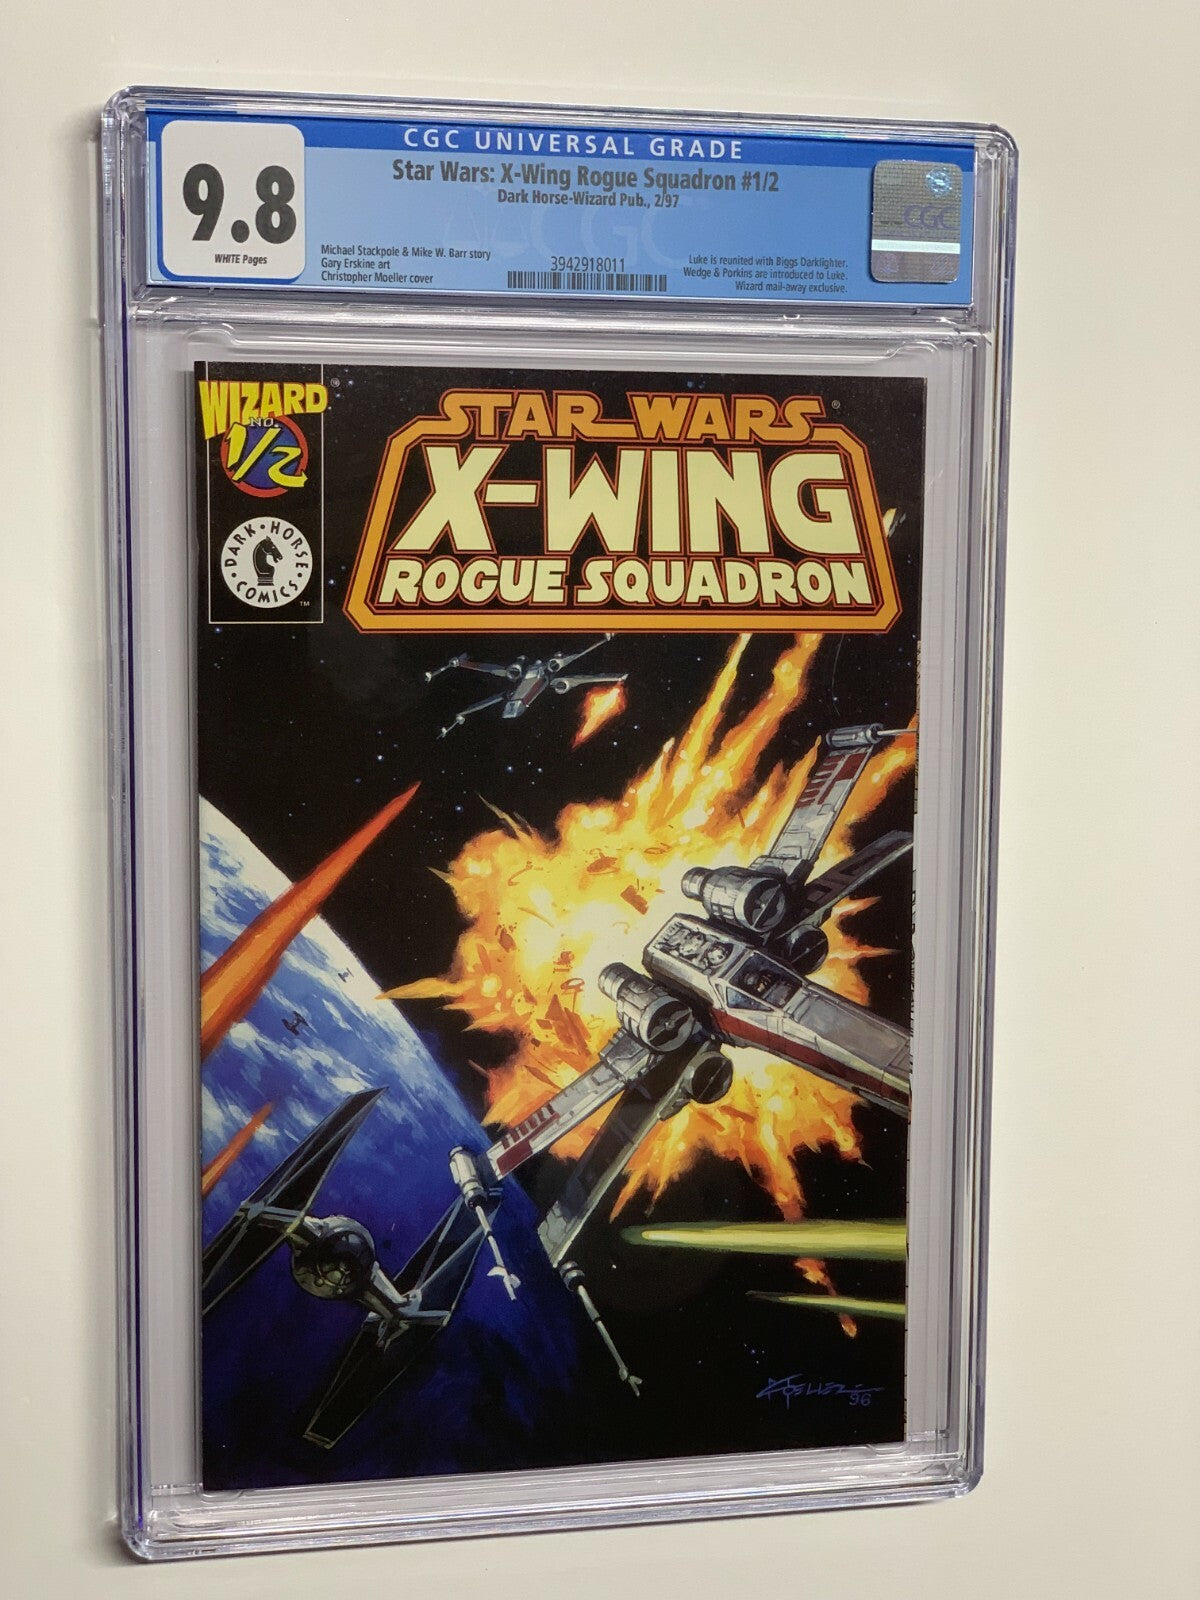 CGC UNIVERSAL GRADE
9.8
WHITE Pages
Star Wars: X-Wing Rogue Squadron #1/2
Dark Horse-Wizard Pub., 2/97
Michael Stackpole & Mike W. Barr story
Gary Erskine art
Christopher Moeller cover
3942918011
Luke is reunited with Biggs Darklighter.
Wedge & Porkins are introduced to Luke.
Wizard mail-away exclusive.
CGC
CGC
WIZARD®
NO.
1/2
DARK • HORSE • COMICS •
TM
STAR WARS®
X-WING
ROGUE SQUADRON
MOELLER
96